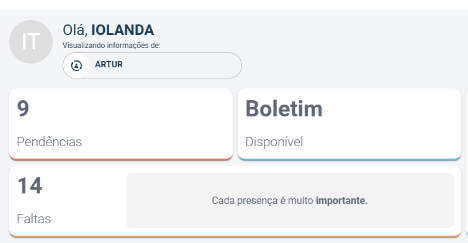 IT
Olá, IOLANDA
Visualizando informações de:
ARTUR
9
Pendências
Boletim
Disponível
14
Faltas
Cada presença é muito importante.